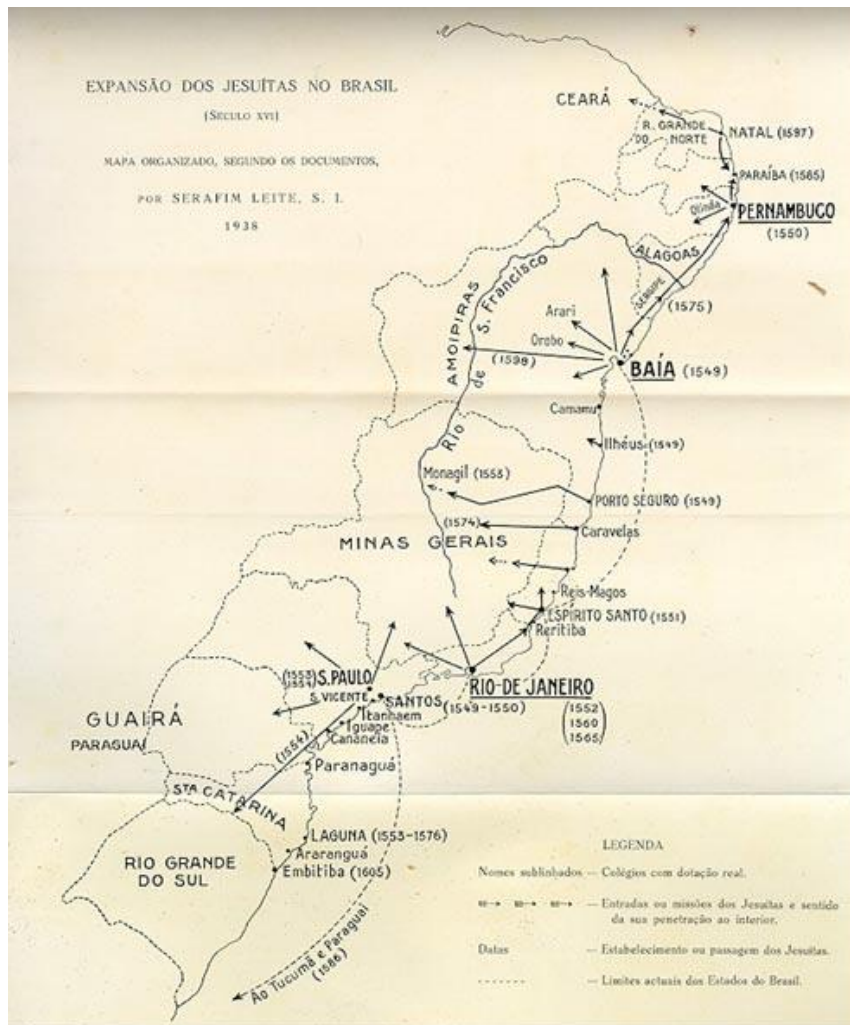 EXPANSÃO DOS JESUÍTAS NO BRASIL
(SÉCULO XVI)
MAPA ORGANIZADO, SEGUNDO OS DOCUMENTOS,
POR SERAFIM LEITE, S. I.
1938
CEARÁ
R. GRANDE
DO NORTE
NATAL (1597)
PARAÍBA (1585)
Olinda
PERNAMBUCO
(1550)
ALAGOAS
SERGIPE
(1575)
Rio de S. Francisco
AMOIPIRAS
Arari
Orobo
(1598)
BAÍA (1549)
Camamu
Ilhéus (1549)
Monagil (1553)
PORTO SEGURO (1549)
(1574)
Caravelas
MINAS GERAIS
Reis-Magos
ESPIRITO SANTO (1551)
Reritiba
(1553)
(1554)
S. PAULO
S. VICENTE
SANTOS
(1549-1550)
RIO-DE JANEIRO
(1552
1560
1565)
Itanhaem
Iguape
Cananéia
GUAIRÁ
PARAGUAI
(1554)
Paranaguá
STA CATARINA
LAGUNA (1553-1576)
Araranguá
Embitiba (1605)
RIO GRANDE
DO SUL
Ao Tucumã e Paraguai
(1586)
LEGENDA
Nomes sublinhados — Colégios com dotação real.
— Entradas ou missões dos Jesuítas e sentido
da sua penetração ao interior.
Datas — Estabelecimento ou passagem dos Jesuítas.
— Limites actuais dos Estados do Brasil.